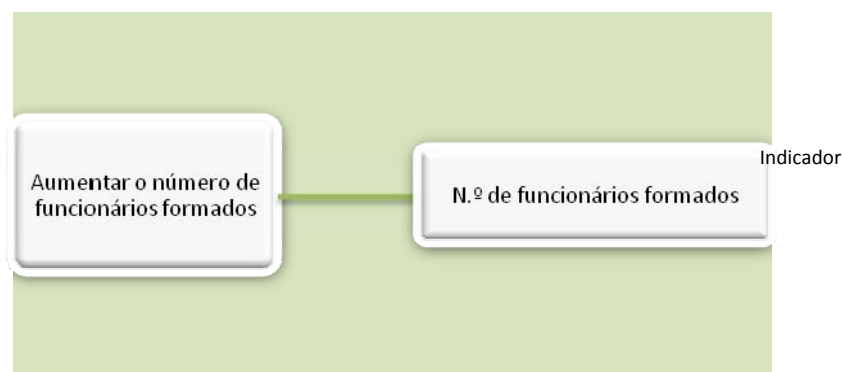 Aumentar o número de
funcionários formados
N.º de funcionários formados
Indicador